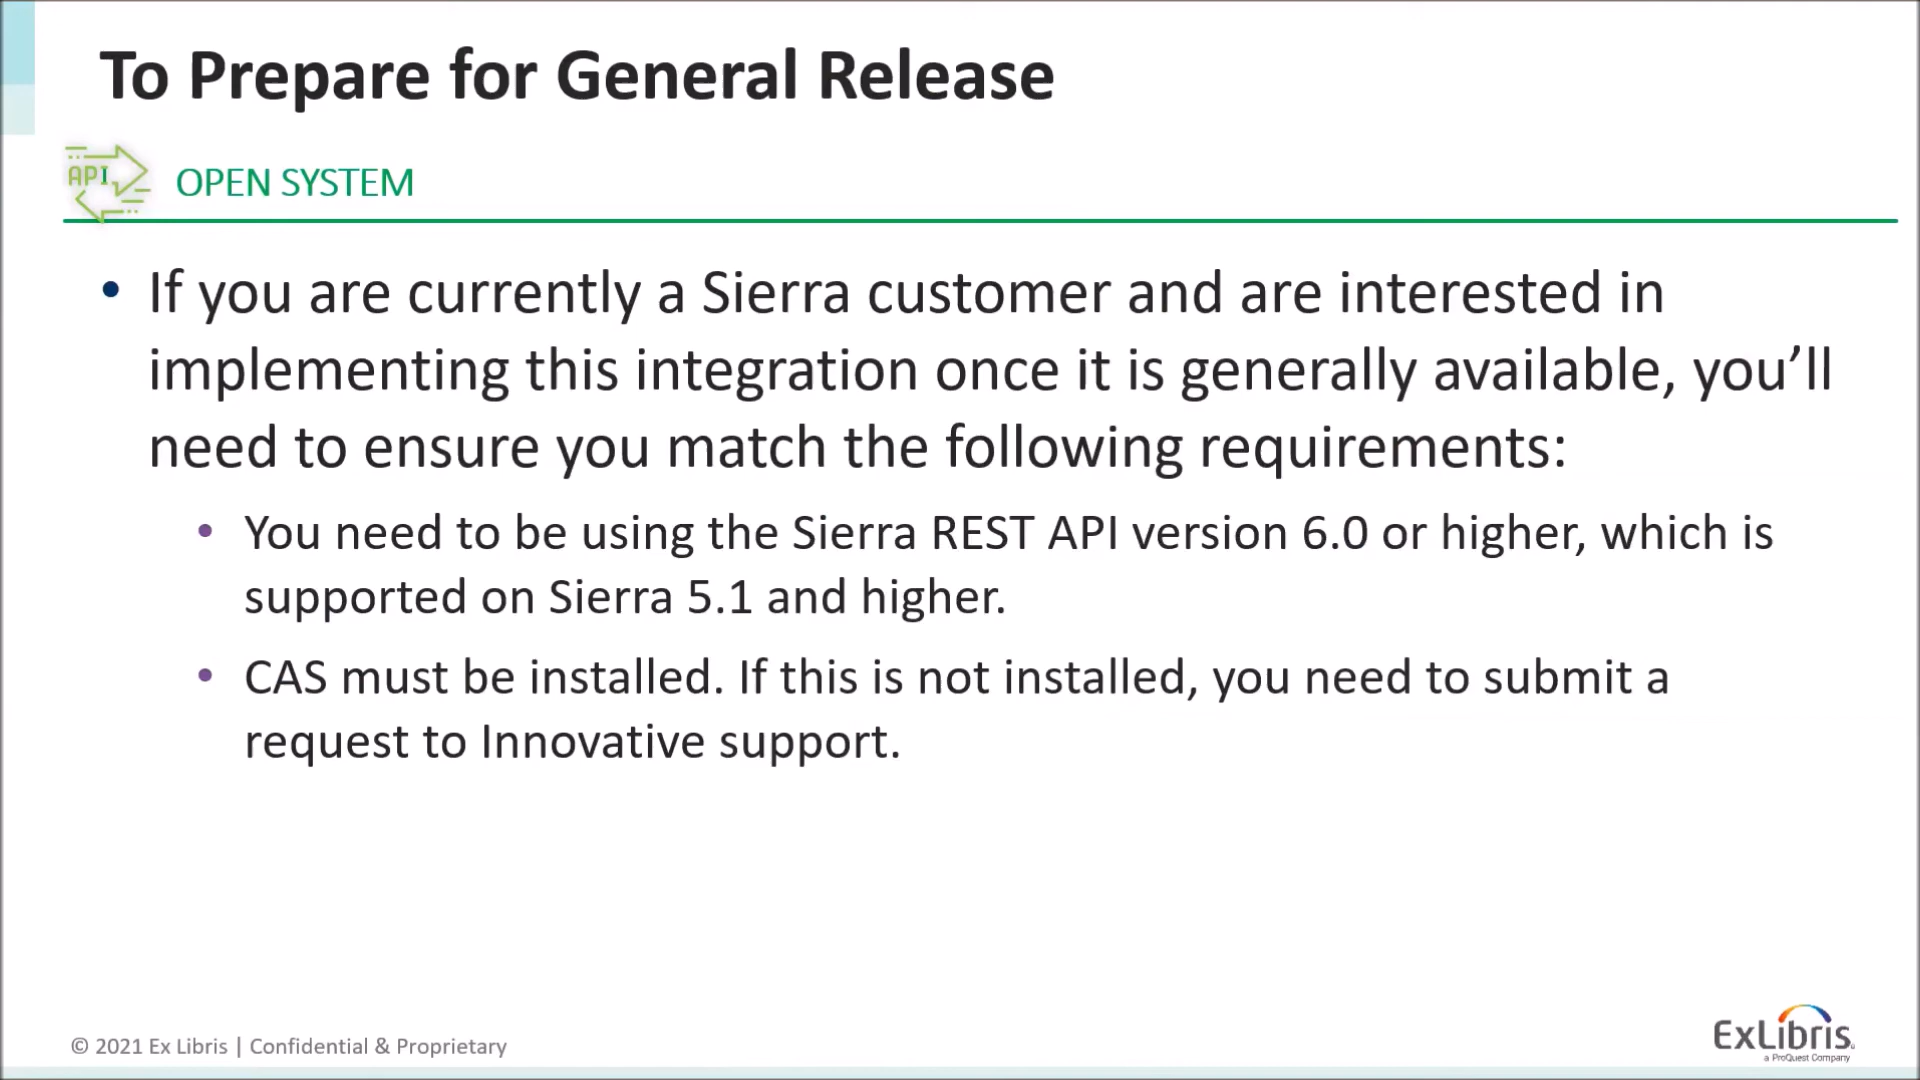 To Prepare for General Release
API
OPEN SYSTEM
• If you are currently a Sierra customer and are interested in
implementing this integration once it is generally available, you’ll
need to ensure you match the following requirements:
• You need to be using the Sierra REST API version 6.0 or higher, which is
supported on Sierra 5.1 and higher.
• CAS must be installed. If this is not installed, you need to submit a
request to Innovative support.
© 2021 Ex Libris | Confidential & Proprietary
ExLibris
a ProQuest Company